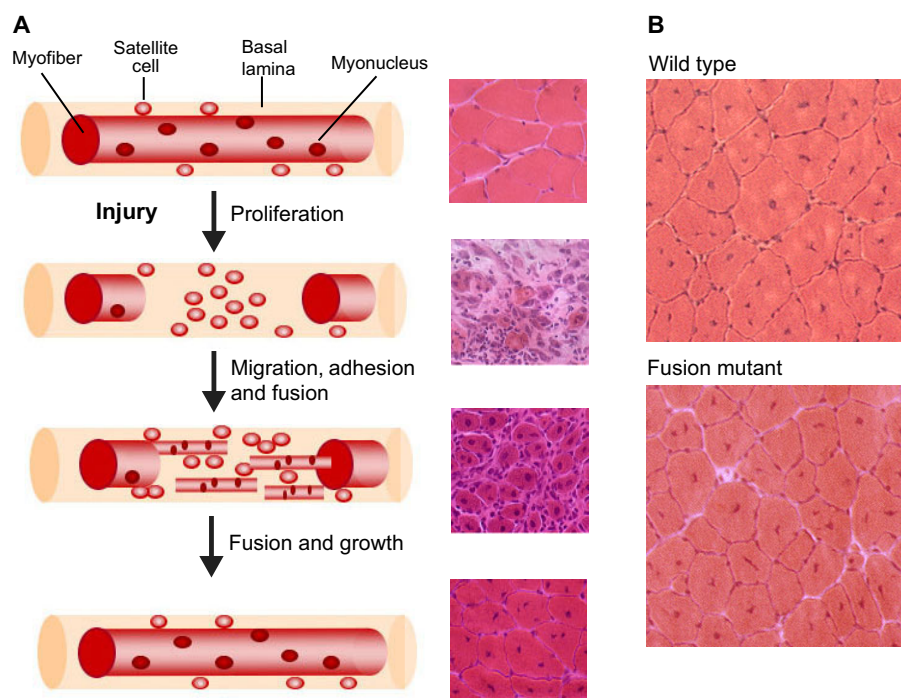 A
Myofiber
Satellite
cell
Basal
lamina
Myonucleus
Injury
Proliferation
Migration, adhesion
and fusion
Fusion and growth
B
Wild type
Fusion mutant